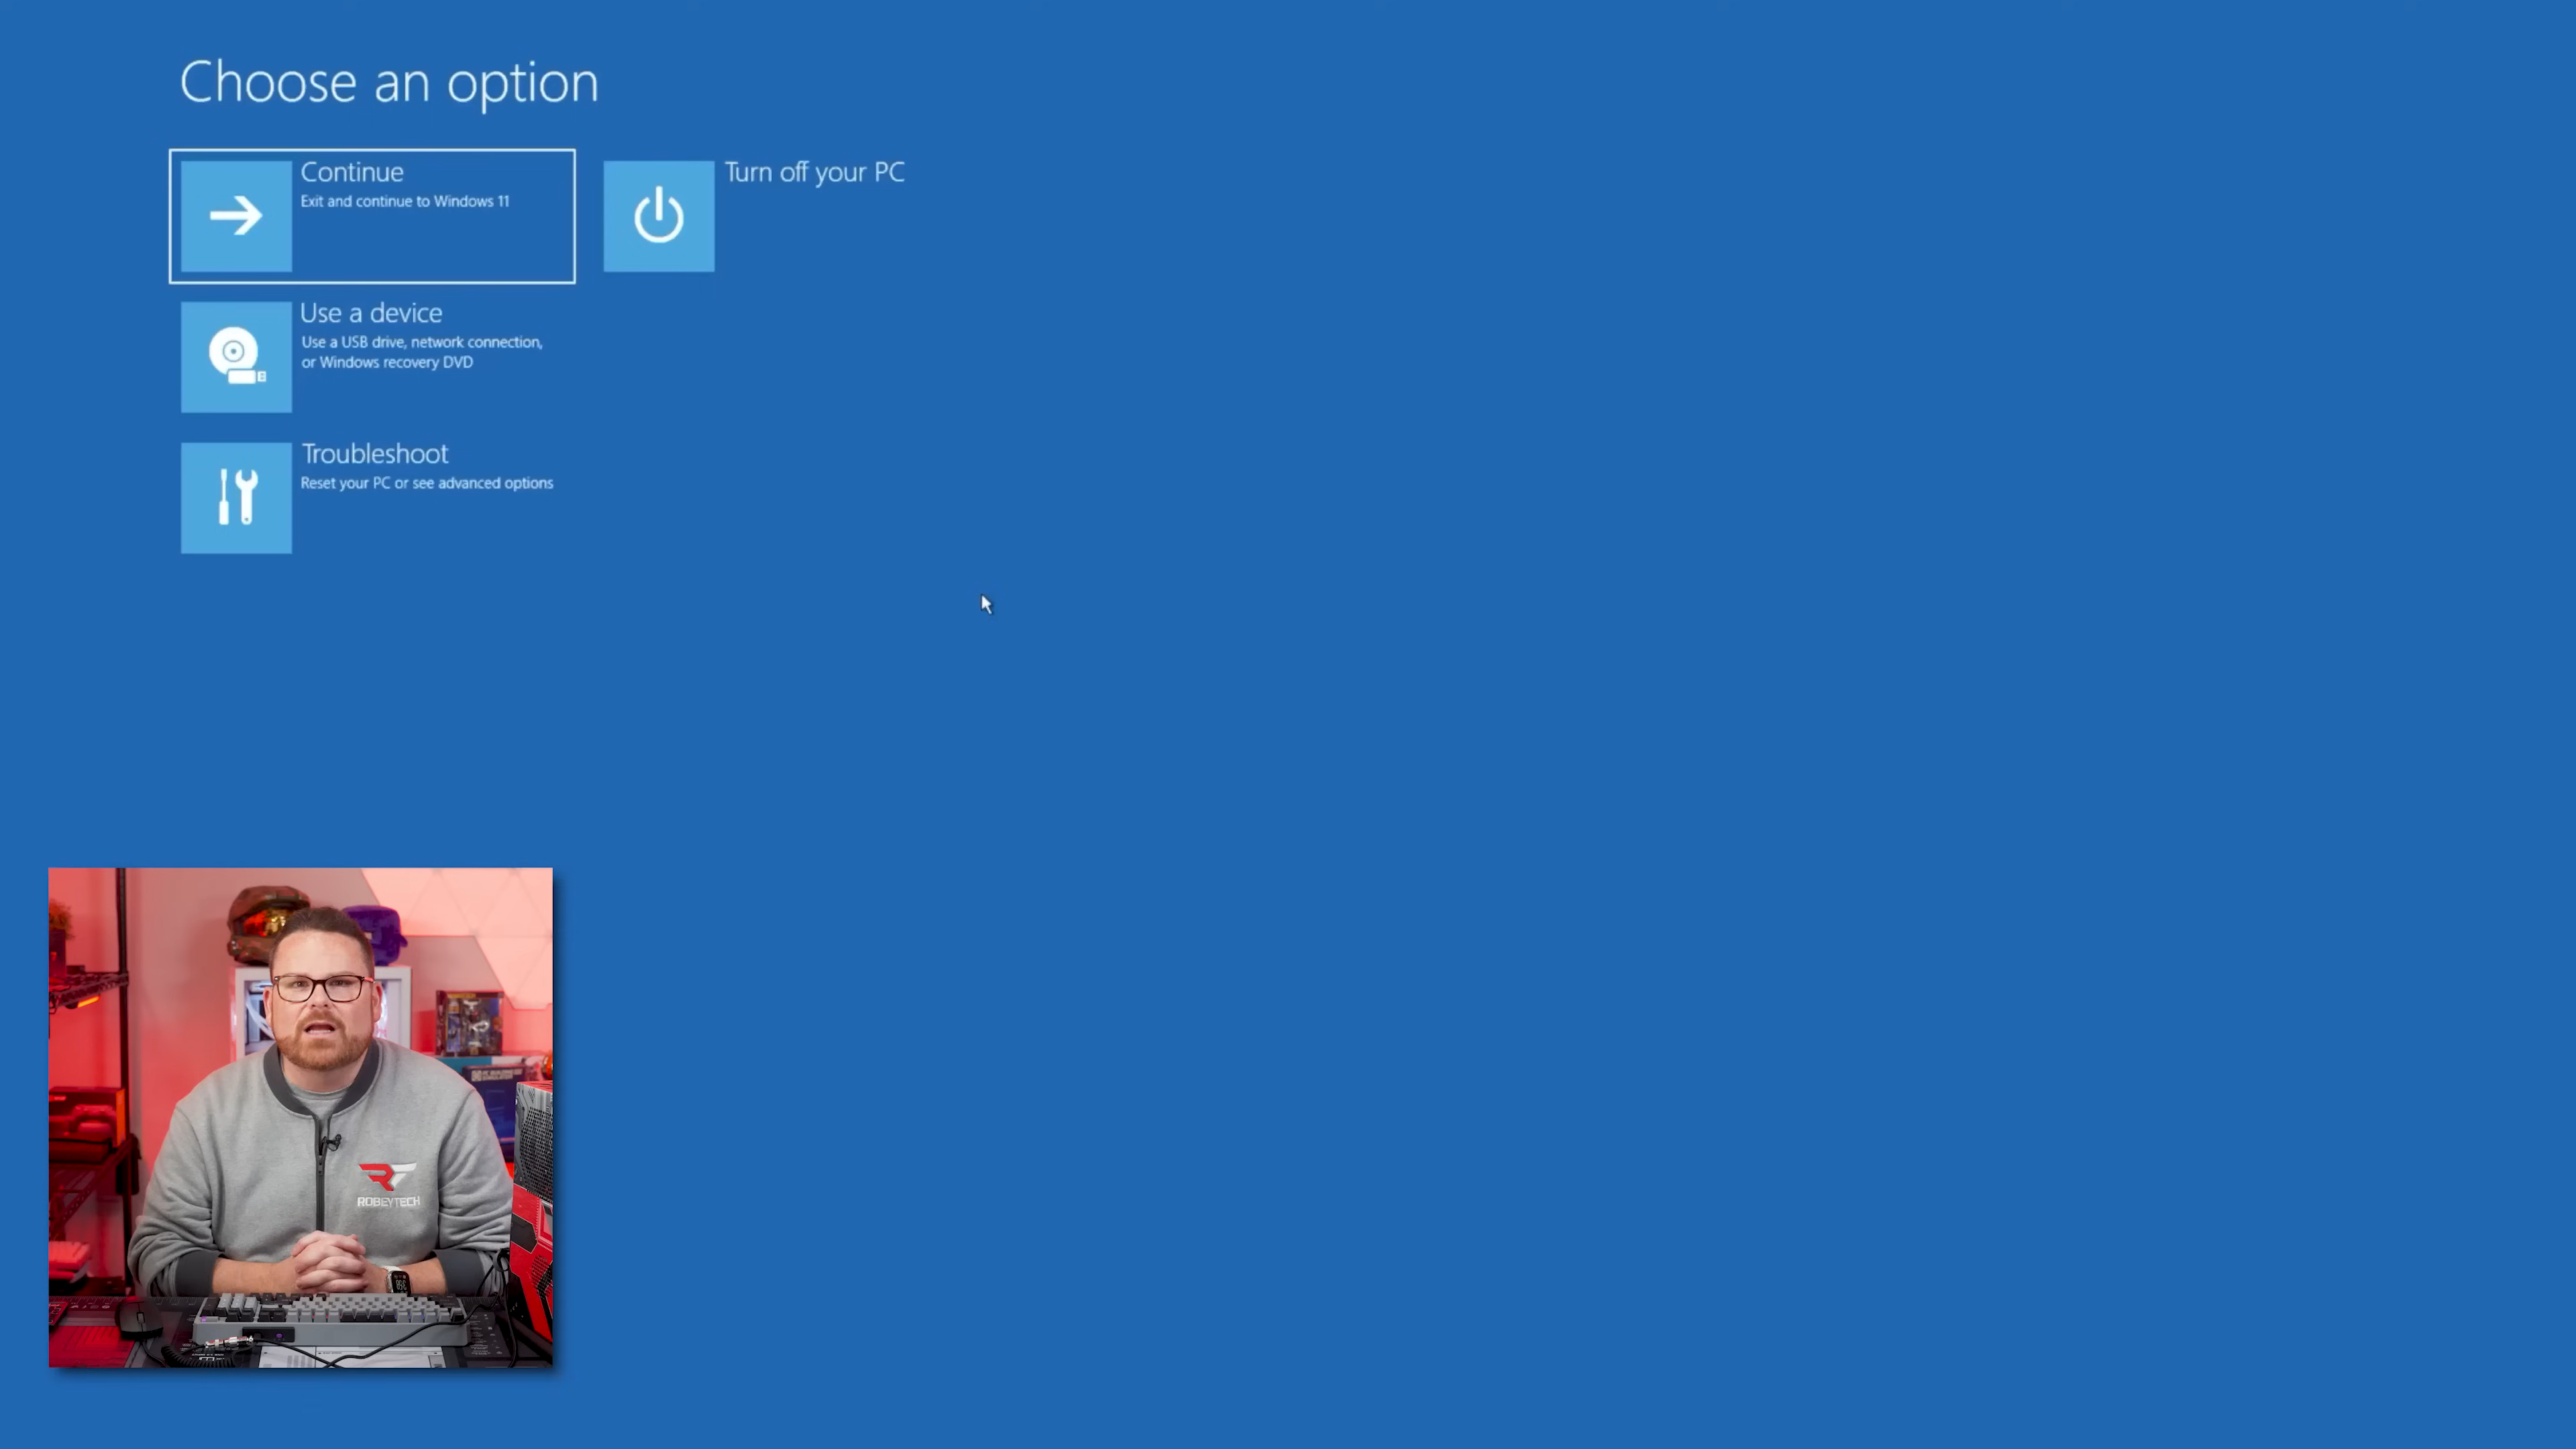 Choose an option
Continue
Exit and continue to Windows 11
Turn off your PC
Use a device
Use a USB drive, network connection,
or Windows recovery DVD
Troubleshoot
Reset your PC or see advanced options
ROBEYTECH